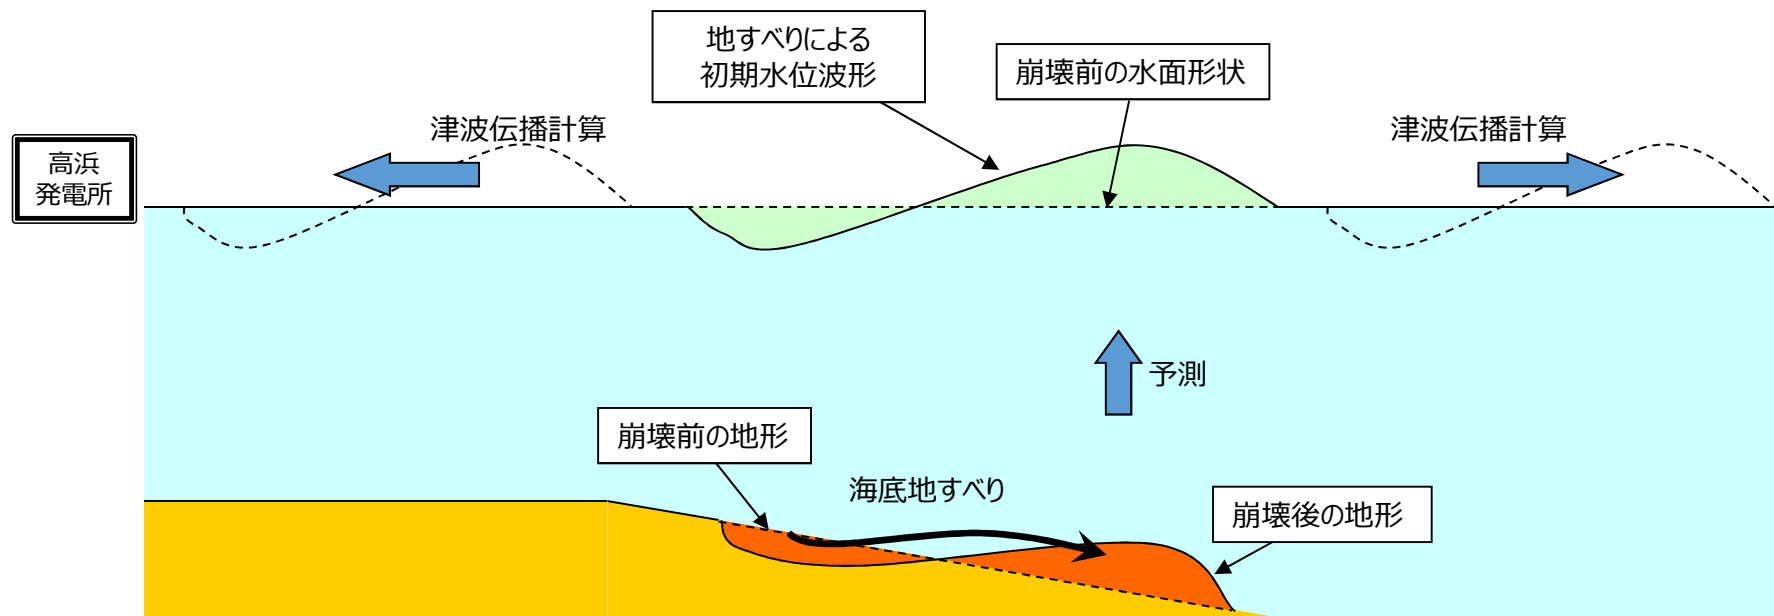 地すべりによる
初期水位波形
崩壊前の水面形状
津波伝播計算
津波伝播計算
高浜
発電所
予測
崩壊前の地形
海底地すべり
崩壊後の地形